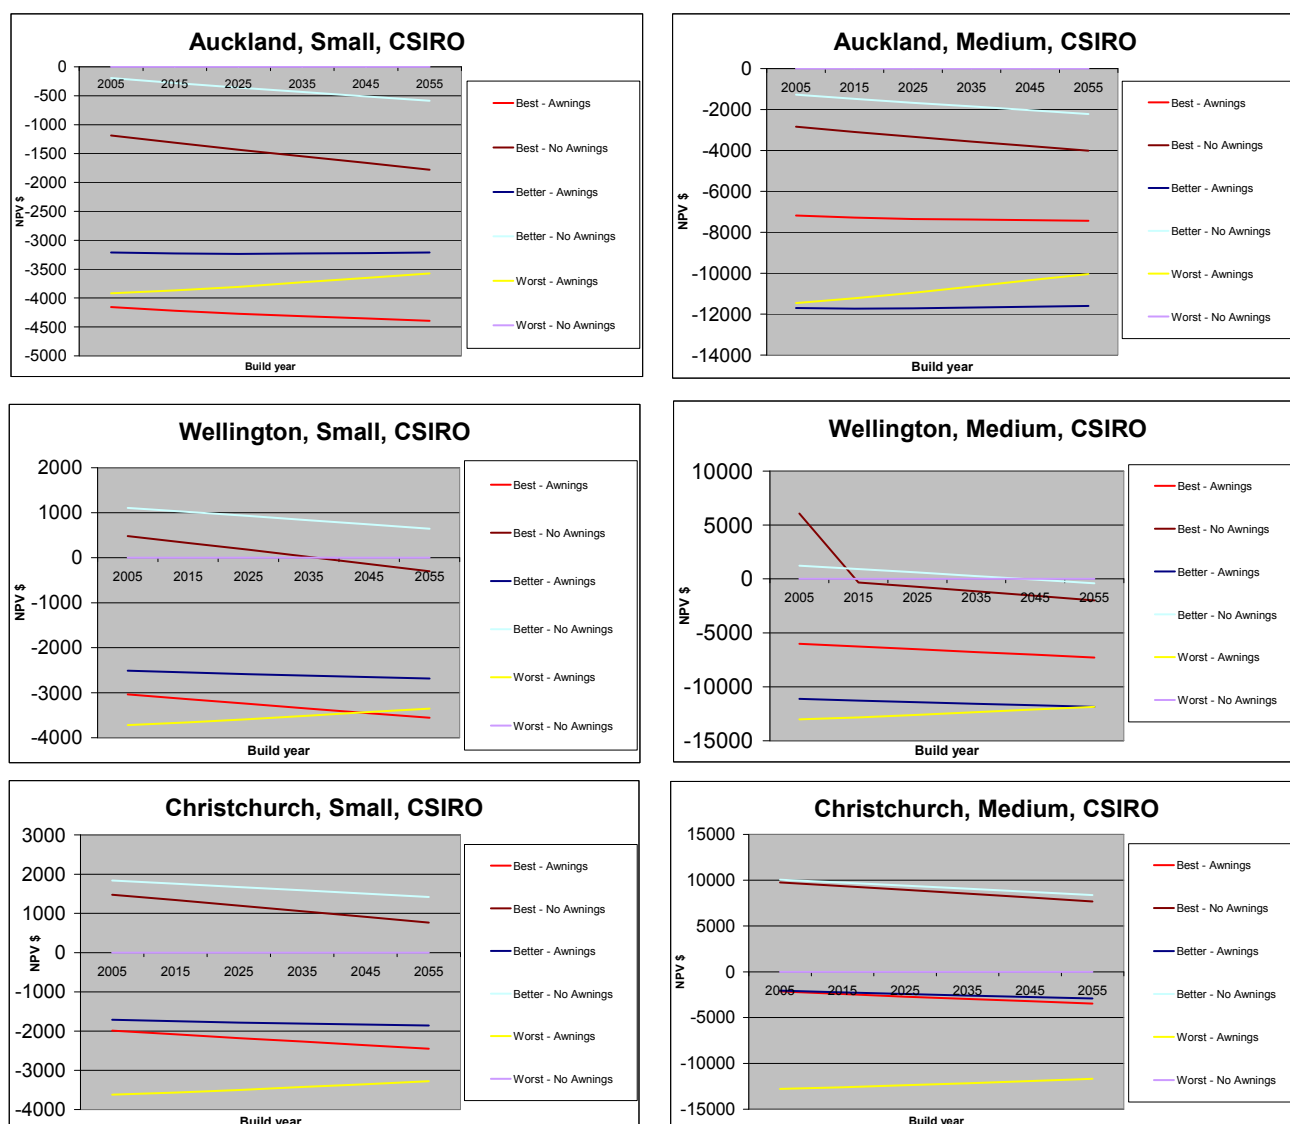 Auckland, Small, CSIRO
0
-500
-1000
-1500
-2000
-2500
-3000
-3500
-4000
-4500
-5000
NPV $
2005 2015 2025 2035 2045 2055
Build year
Best - Awnings
Best - No Awnings
Better - Awnings
Better - No Awnings
Worst - Awnings
Worst - No Awnings
Auckland, Medium, CSIRO
0
-2000
-4000
-6000
-8000
-10000
-12000
-14000
NPV $
2005 2015 2025 2035 2045 2055
Build year
Best - Awnings
Best - No Awnings
Better - Awnings
Better - No Awnings
Worst - Awnings
Worst - No Awnings
Wellington, Small, CSIRO
2000
1000
0
-1000
-2000
-3000
-4000
NPV $
2005 2015 2025 2035 2045 2055
Build year
Best - Awnings
Best - No Awnings
Better - Awnings
Better - No Awnings
Worst - Awnings
Worst - No Awnings
Wellington, Medium, CSIRO
10000
5000
0
-5000
-10000
-15000
NPV $
2005 2015 2025 2035 2045 2055
Build year
Best - Awnings
Best - No Awnings
Better - Awnings
Better - No Awnings
Worst - Awnings
Worst - No Awnings
Christchurch, Small, CSIRO
3000
2000
1000
0
-1000
-2000
-3000
-4000
NPV $
2005 2015 2025 2035 2045 2055
Build year
Best - Awnings
Best - No Awnings
Better - Awnings
Better - No Awnings
Worst - Awnings
Worst - No Awnings
Christchurch, Medium, CSIRO
15000
10000
5000
0
-5000
-10000
-15000
NPV $
2005 2015 2025 2035 2045 2055
Build year
Best - Awnings
Best - No Awnings
Better - Awnings
Better - No Awnings
Worst - Awnings
Worst - No Awnings